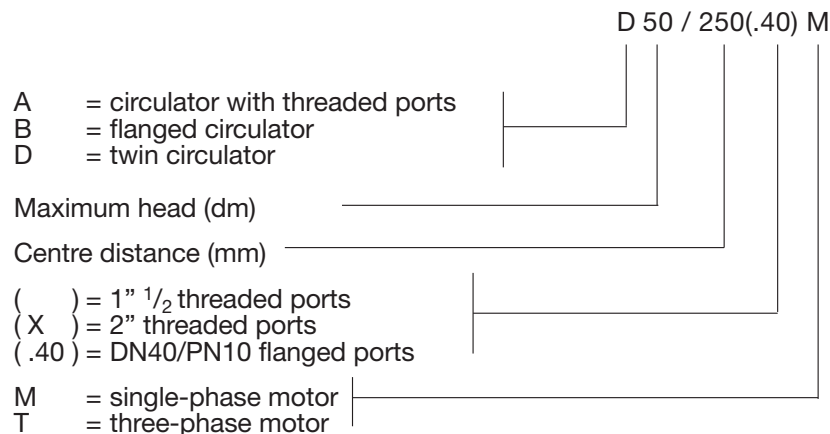 D 50 / 250(.40) M
A = circulator with threaded ports
B = flanged circulator
D = twin circulator
Maximum head (dm)
Centre distance (mm)
( ) = 1” 1/2 threaded ports
( X ) = 2” threaded ports
( .40 ) = DN40/PN10 flanged ports
M = single-phase motor
T = three-phase motor